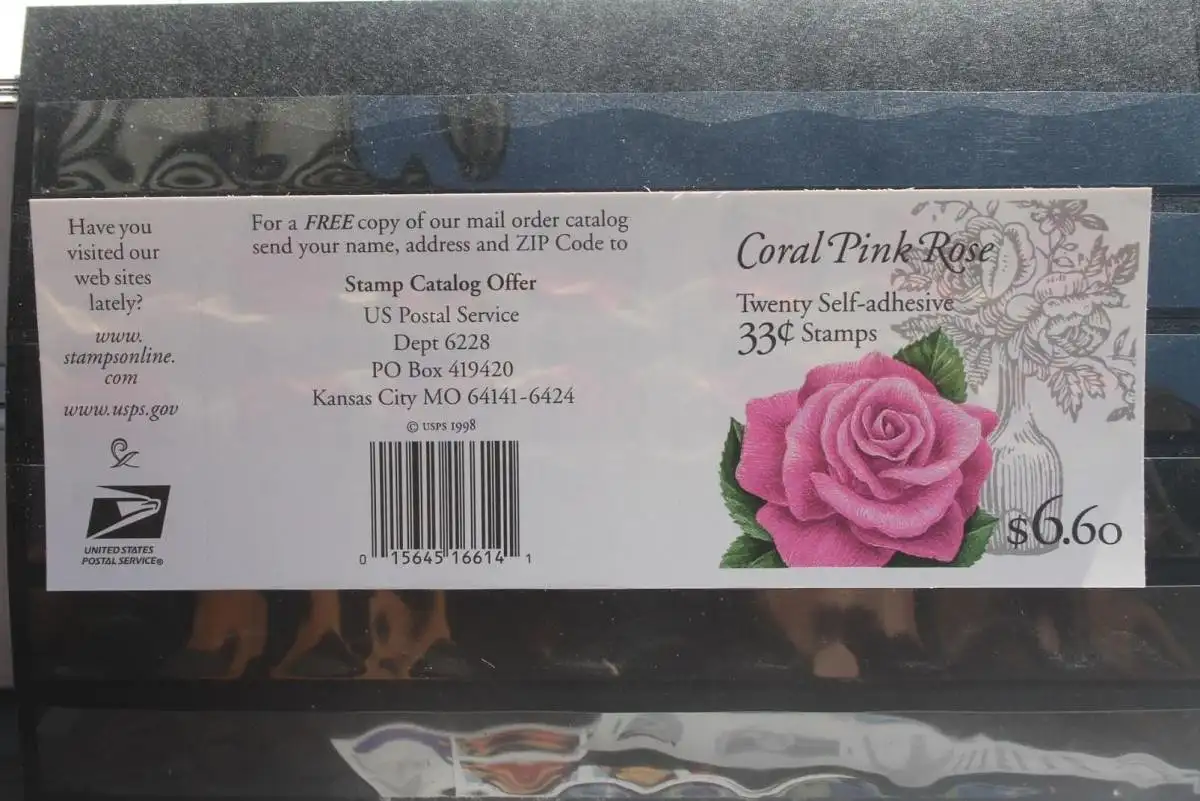 Have you
visited our
web sites
lately?
www.
stampsonline.
com
www.usps.gov
UNITED STATES
POSTAL SERVICE®
For a FREE copy of our mail order catalog
send your name, address and ZIP Code to
Stamp Catalog Offer
US Postal Service
Dept 6228
PO Box 419420
Kansas City MO 64141-6424
© USPS 1998
0 15645 16614 1
Coral Pink Rose
Twenty Self-adhesive
33¢ Stamps
$6.60